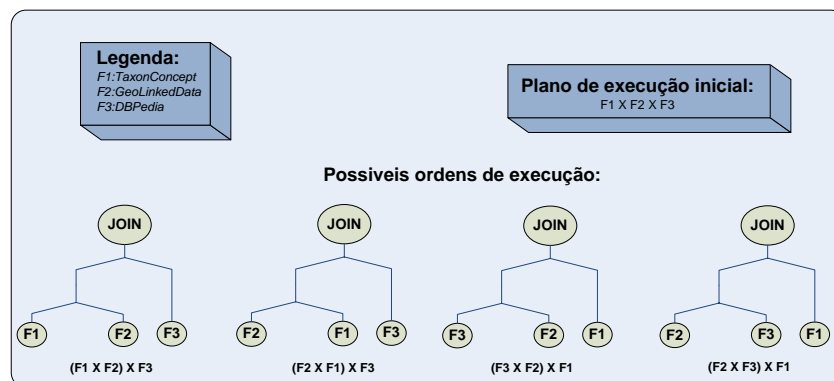 Legenda:
F1:TaxonConcept
F2:GeoLinkedData
F3:DBPedia
Plano de execução inicial:
F1 X F2 X F3
Possiveis ordens de execução:
JOIN JOIN JOIN JOIN
F1 F2 F3 F2 F1 F3 F3 F2 F1 F2 F3 F1
(F1 X F2) X F3 (F2 X F1) X F3 (F3 X F2) X F1 (F2 X F3) X F1